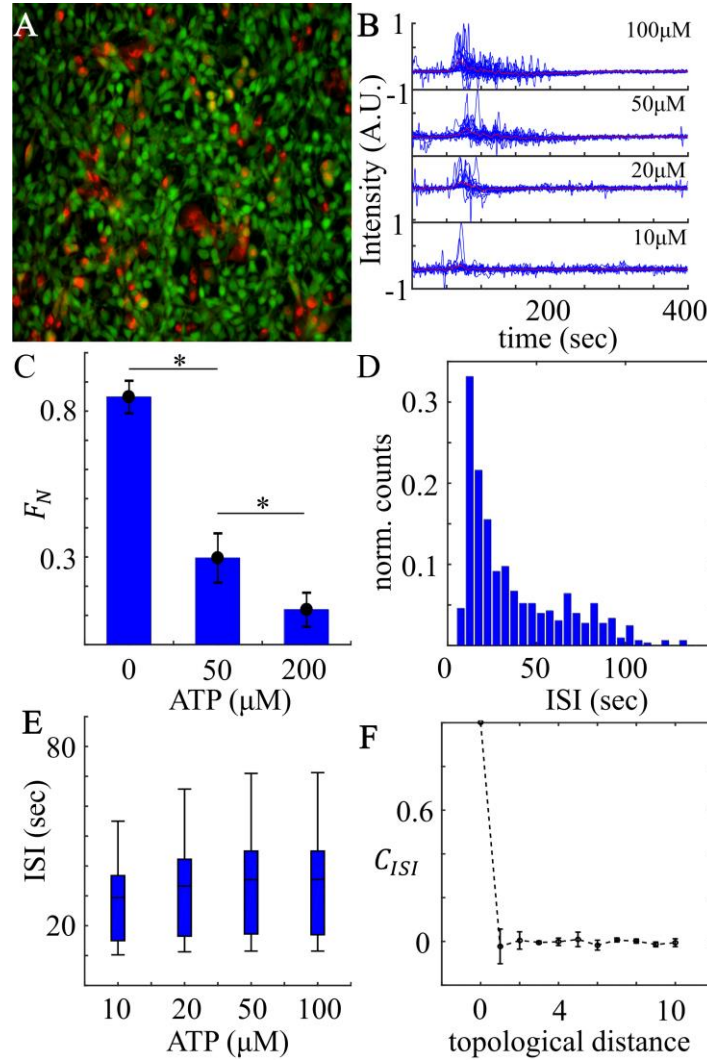 A
B
1
100μM
-1
50μM
20μM
1
10μM
-1
Intensity (A.U.)
200
400
time (sec)
C
*
*
0.8
0.3
F_N
0
50
200
ATP (μM)
D
0.3
0.2
0.1
norm. counts
0
50
100
ISI (sec)
E
80
20
ISI (sec)
10
20
50
100
ATP (μM)
F
0.6
0
C_ISI
0
4
10
topological distance